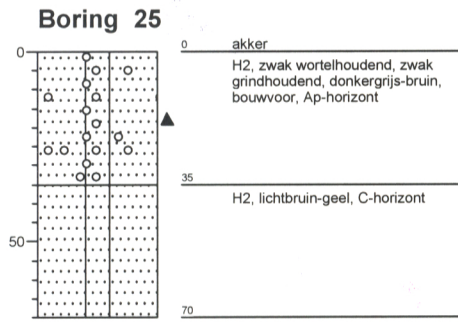 Boring 25
0
0 akker
H2, zwak wortelhoudend, zwak
grindhoudend, donkergrijs-bruin,
bouwvoor, Ap-horizont
35
H2, lichtbruin-geel, C-horizont
50
70